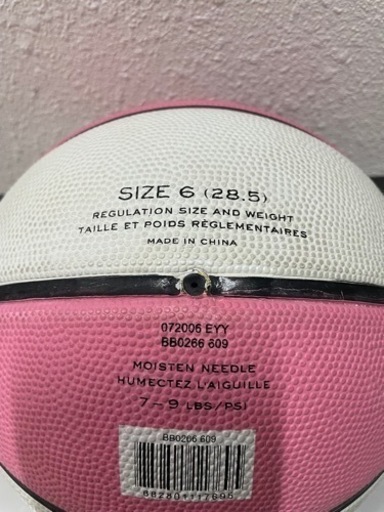 SIZE 6 (28.5)
REGULATION SIZE AND WEIGHT
TAILLE ET POIDS RÉGLEMENTAIRES
MADE IN CHINA
072006 EYY
BB0266 609
MOISTEN NEEDLE
HUMECTEZ L'AIGUILLE
7-9 LBS/PSI
BB0266 609